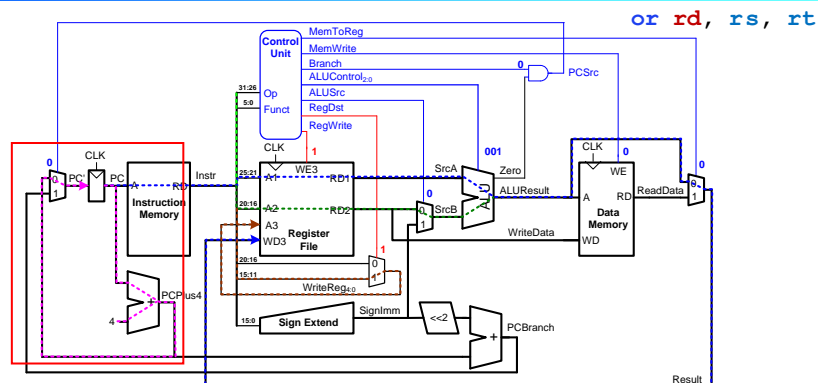 or rd, rs, rt
MemToReg
Control
Unit
MemWrite
Branch
0
PCSrc
ALUControl2:0
31:26
Op
ALUSrc
5:0
Funct
RegDst
RegWrite
CLK
0
PC'
PC
0
1
A
RD
Instruction
Memory
Instr
CLK
1
WE3
25:21
A1
RD1
20:16
A2
RD2
A3
WD3
Register
File
0
0
1
SrcA
SrcB
001
ALU
Zero
ALUResult
CLK
0
WE
A
RD
Data
Memory
WD
ReadData
WriteData
0
0
1
20:16
15:11
1
0
1
WriteReg4:0
PCPlus4
+
4
15:0
Sign Extend
SignImm
<<2
+
PCBranch
Result